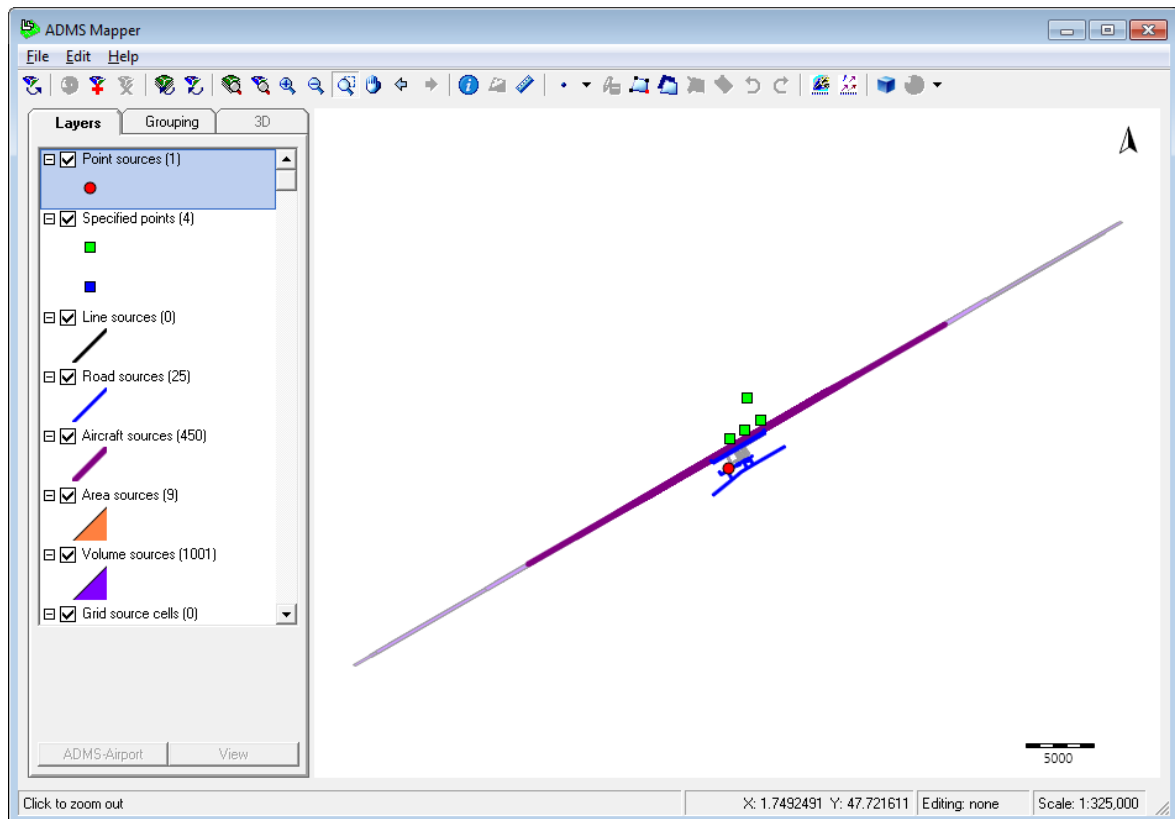 ADMS Mapper
File Edit Help
Layers Grouping 3D
Point sources (1)
Specified points (4)
Line sources (0)
Road sources (25)
Aircraft sources (450)
Area sources (9)
Volume sources (1001)
Grid source cells (0)
ADMS-Airport View
5000
Click to zoom out X: 1.7492491 Y: 47.721611 Editing: none Scale: 1:325,000